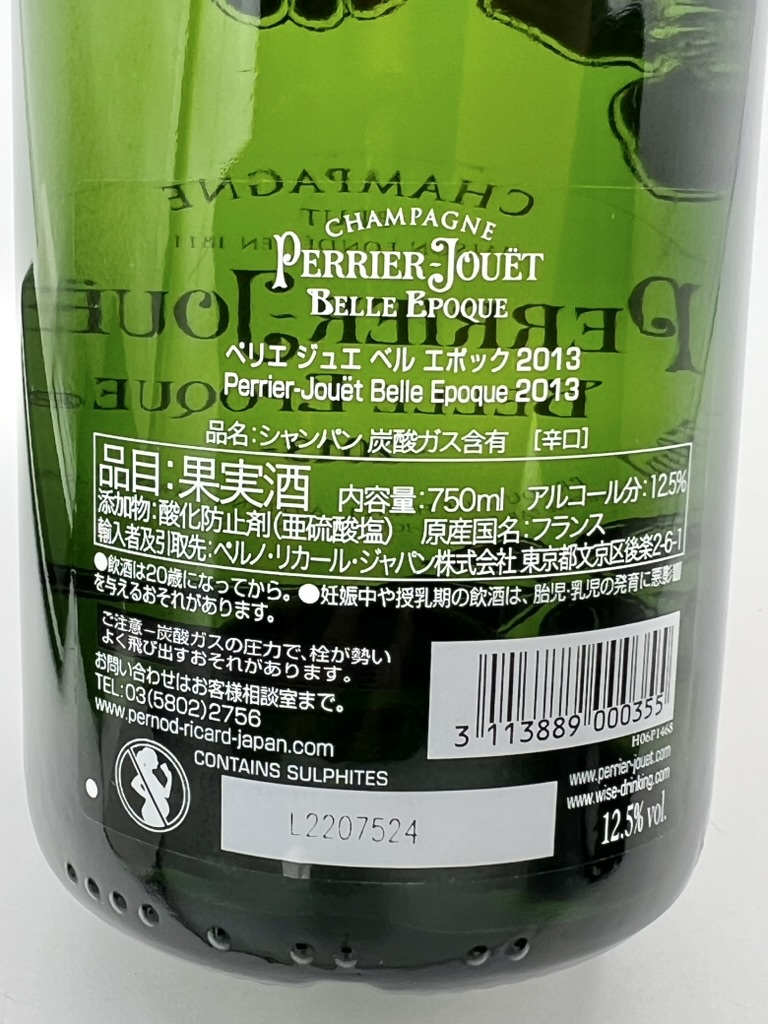 CHAMPAGNE
PERRIER-JOUËT
BELLE EPOQUE
ペリエ ジュエ ベル エポック 2013
Perrier-Jouët Belle Epoque 2013
品名:シャンパン 炭酸ガス含有 [辛口]
品目:果実酒 内容量:750ml アルコール分:12.5%
添加物:酸化防止剤(亜硫酸塩) 原産国名:フランス
輸入者及引取先:ペルノ・リカール・ジャパン株式会社 東京都文京区後楽2-6-1
●飲酒は20歳になってから。●妊娠中や授乳期の飲酒は、胎児・乳児の発育に悪影
を与えるおそれがあります。
ご注意―炭酸ガスの圧力で、栓が勢い
よく飛び出すおそれがあります。
お問い合わせはお客様相談室まで。
TEL:03(5802)2756
www.pernod-ricard-japan.com
3 113889 000355
H06P1468
CONTAINS SULPHITES
www.perrier-jouet.com
www.wise-drinking.com
12.5% vol.
L2207524
CHAMPAGNE
BRUT
PERRIER-JOUËT
BELLE EPOQUE
2013